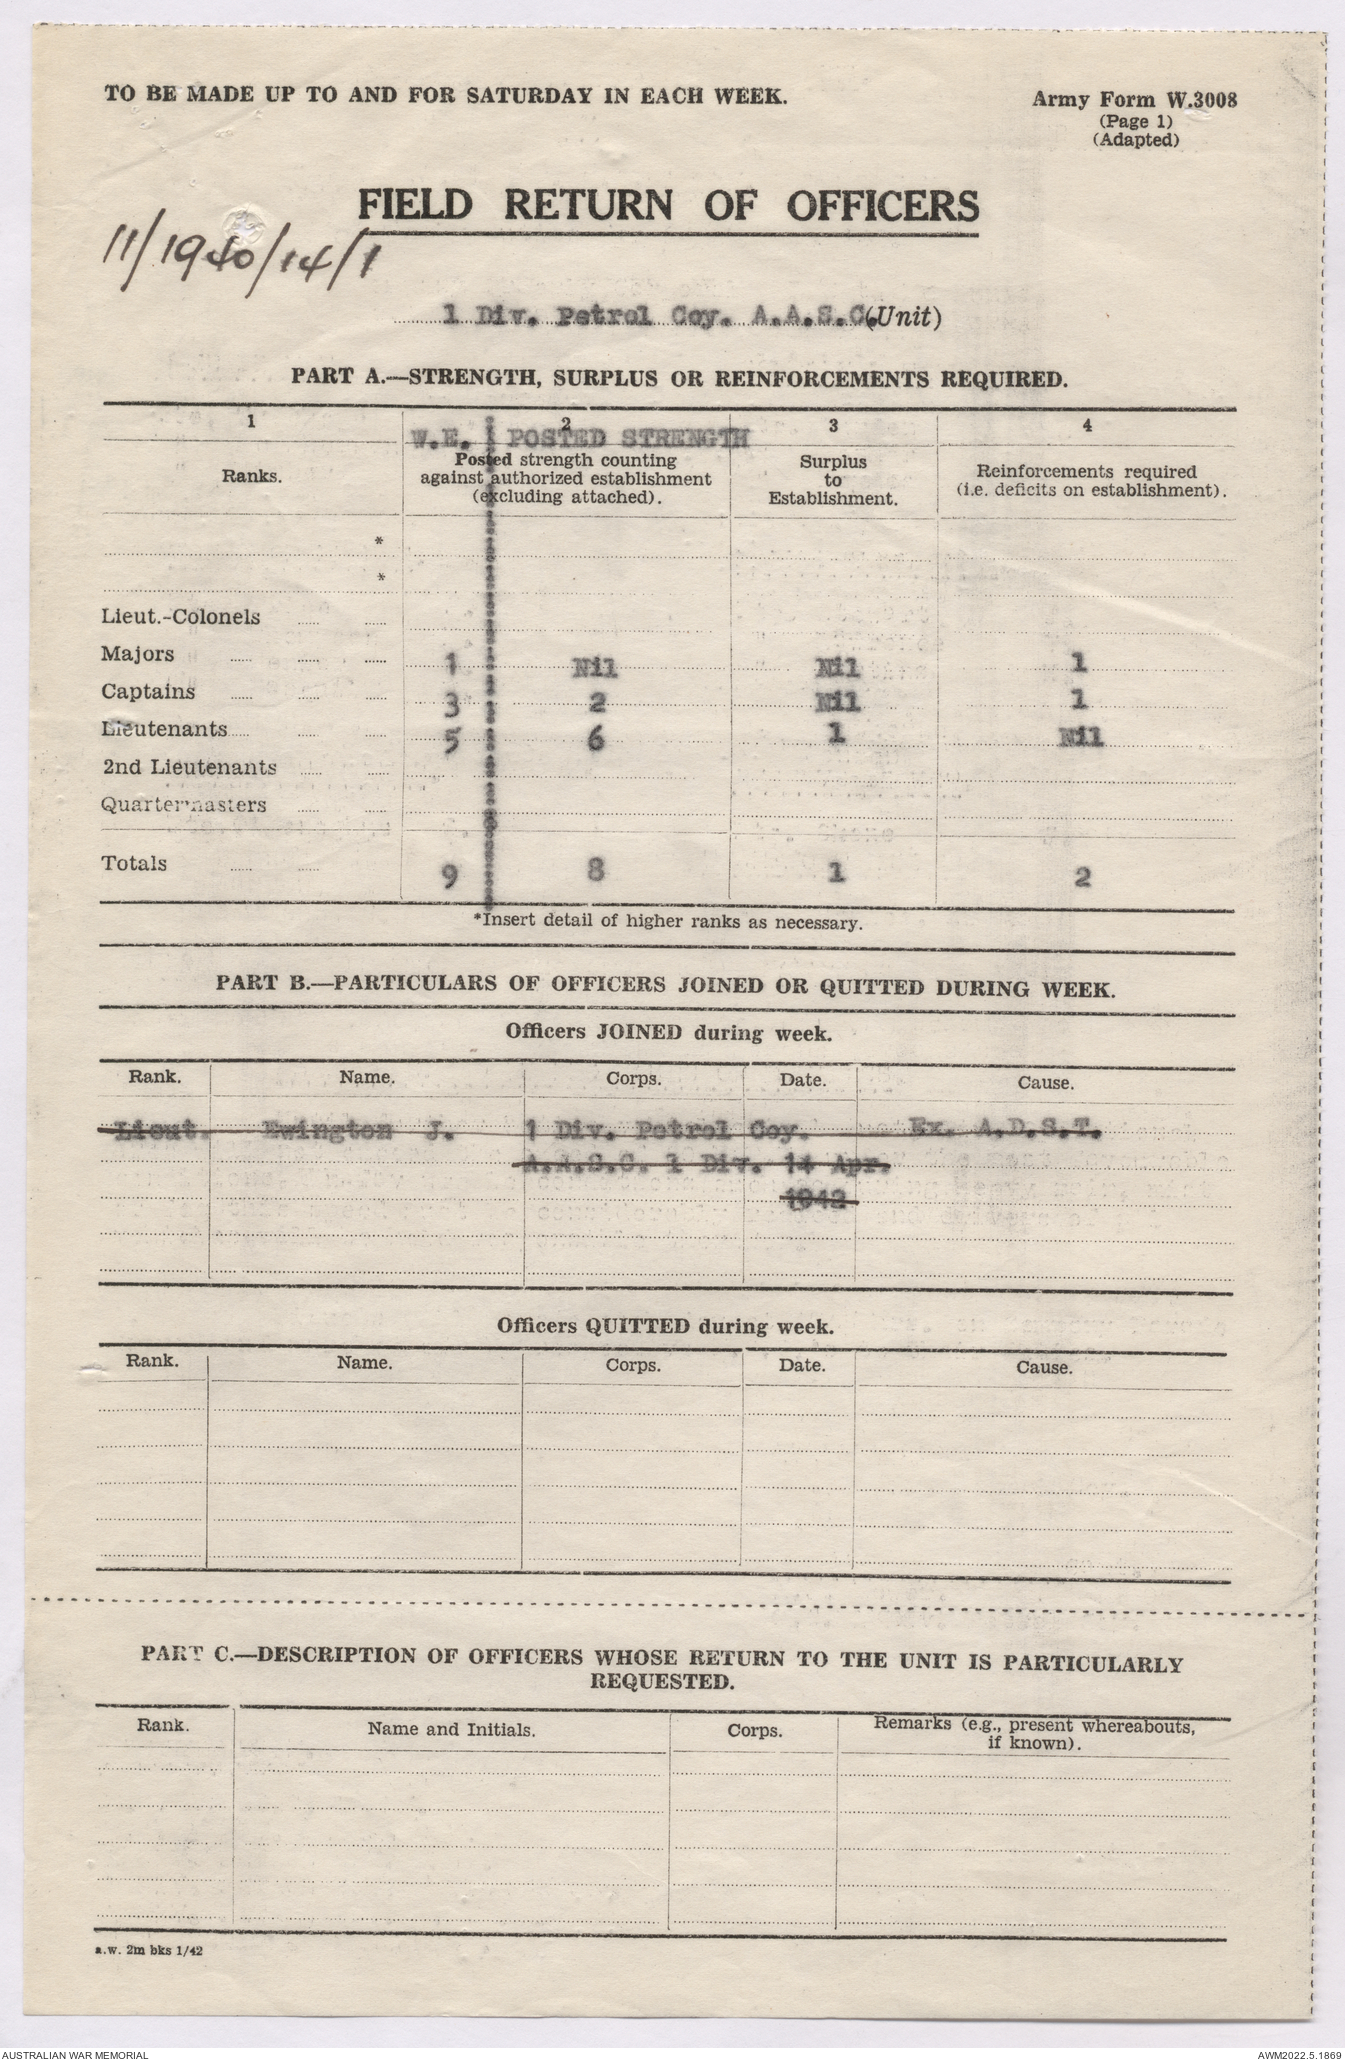 TO BE MADE UP TO AND FOR SATURDAY IN EACH WEEK.
Army Form W.3008
(Page 1)
(Adapted)
FIELD RETURN OF OFFICERS
11/1940/14/1
1 Div. Petrol Coy. A.A.S.C. (Unit)
PART A.—STRENGTH, SURPLUS OR REINFORCEMENTS REQUIRED.
1 2 3 4
W.E. POSTED STRENGTH
Ranks. Posted strength counting against authorized establishment (excluding attached). Surplus to Establishment. Reinforcements required (i.e. deficits on establishment).
*
*
Lieut.-Colonels
Majors 1 Nil Nil 1
Captains 3 2 Nil 1
Lieutenants 5 6 1 Nil
2nd Lieutenants
Quartermasters
Totals 9 8 1 2
*Insert detail of higher ranks as necessary.
PART B.—PARTICULARS OF OFFICERS JOINED OR QUITTED DURING WEEK.
Officers JOINED during week.
Rank. Name. Corps. Date. Cause.
Lieut. Ewington J. 1 Div. Petrol Coy. Ex. A.D.S.T.
A.A.S.C. 1 Div. 14 Apr.
1942
Officers QUITTED during week.
Rank. Name. Corps. Date. Cause.
PART C.—DESCRIPTION OF OFFICERS WHOSE RETURN TO THE UNIT IS PARTICULARLY
REQUESTED.
Rank. Name and Initials. Corps. Remarks (e.g., present whereabouts, if known).
a.w. 2m bks 1/42
AUSTRALIAN WAR MEMORIAL
AWM2022.5.1869